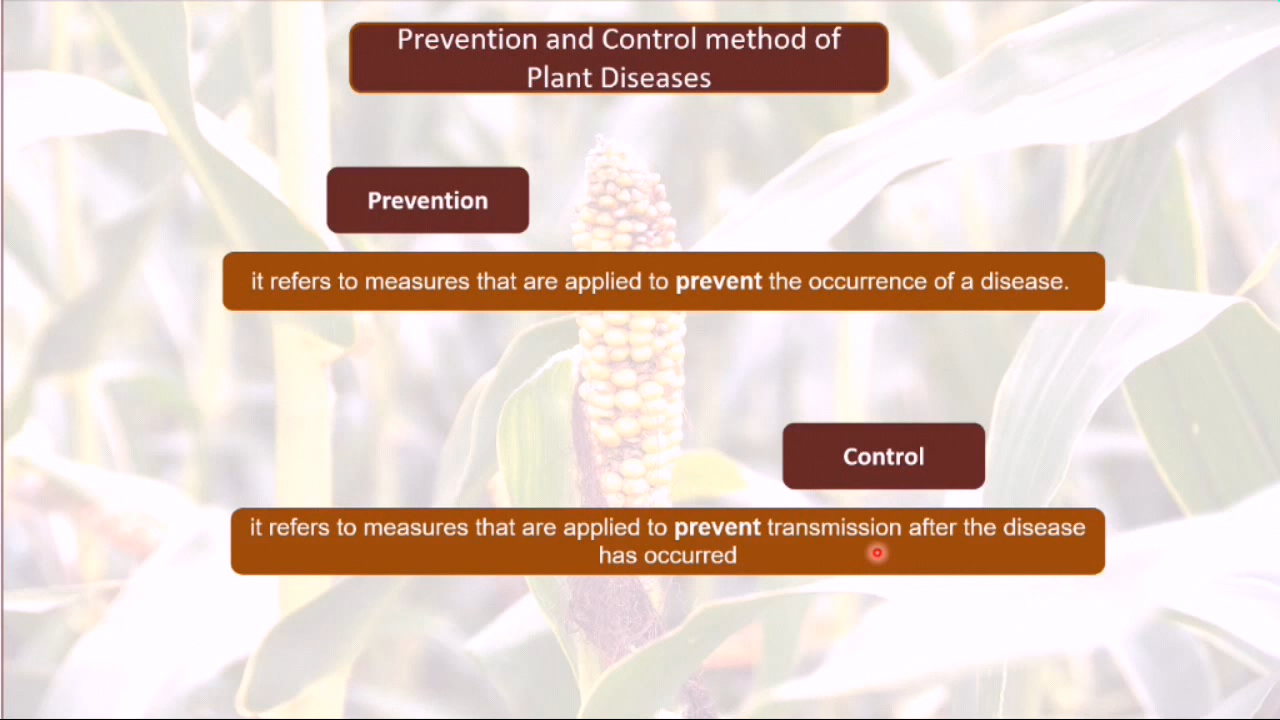 Prevention and Control method of
Plant Diseases
Prevention
it refers to measures that are applied to prevent the occurrence of a disease.
Control
it refers to measures that are applied to prevent transmission after the disease
has occurred